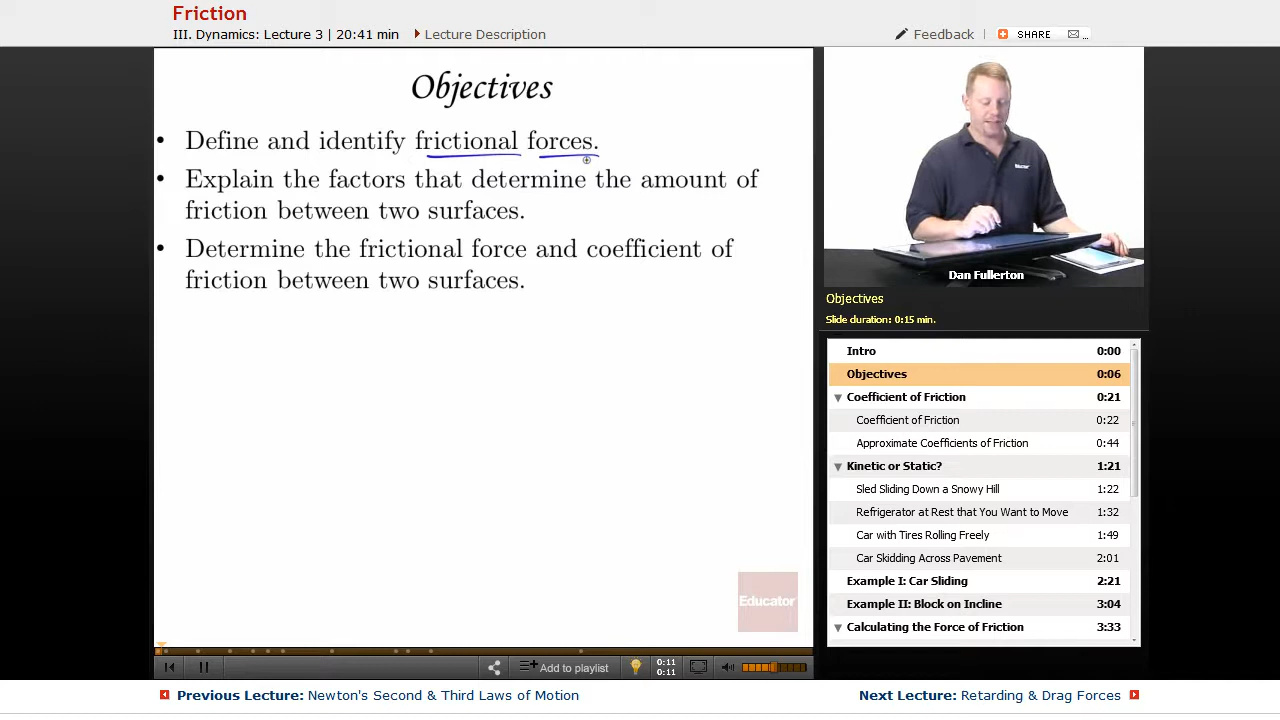 Friction
III. Dynamics: Lecture 3 | 20:41 min
Lecture Description
Feedback
SHARE
Objectives
• Define and identify frictional forces.
• Explain the factors that determine the amount of
friction between two surfaces.
• Determine the frictional force and coefficient of
friction between two surfaces.
Educator
Dan Fullerton
Objectives
Slide duration: 0:15 min.
Intro 0:00
Objectives 0:06
Coefficient of Friction 0:21
Coefficient of Friction 0:22
Approximate Coefficients of Friction 0:44
Kinetic or Static? 1:21
Sled Sliding Down a Snowy Hill 1:22
Refrigerator at Rest that You Want to Move 1:32
Car with Tires Rolling Freely 1:49
Car Skidding Across Pavement 2:01
Example I: Car Sliding 2:21
Example II: Block on Incline 3:04
Calculating the Force of Friction 3:33
Add to playlist
0:11
0:11
Previous Lecture: Newton's Second & Third Laws of Motion
Next Lecture: Retarding & Drag Forces